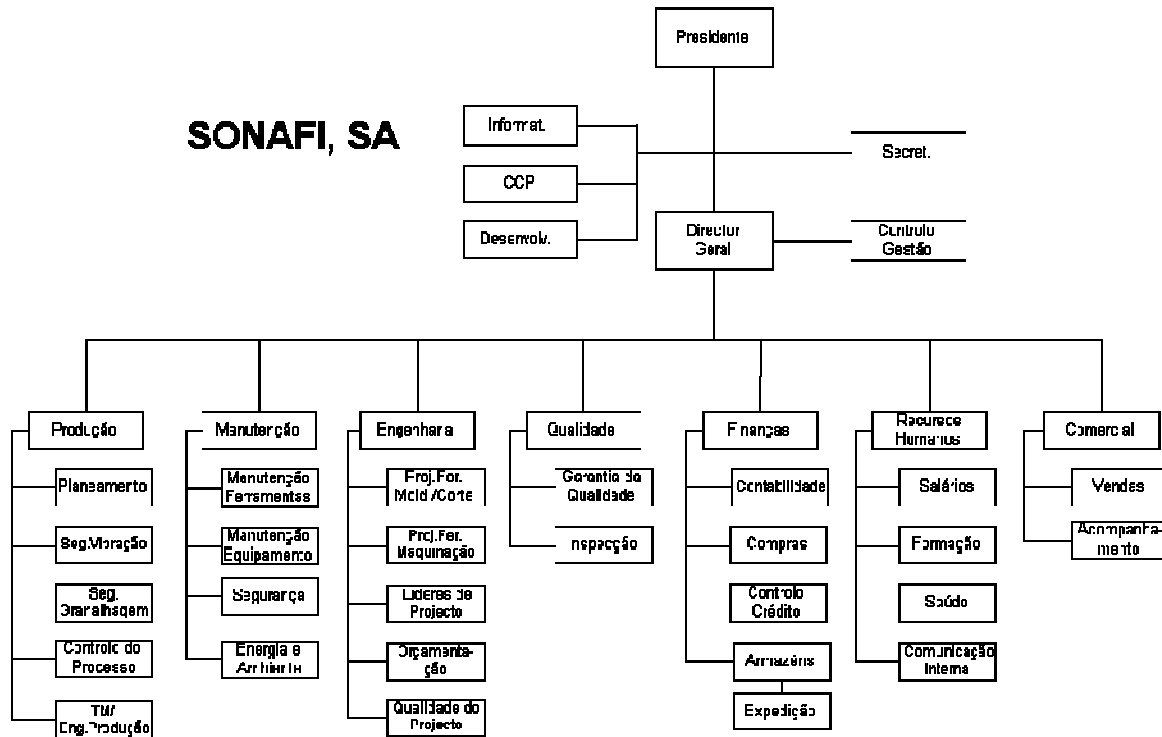 Presidente
SONAFI, SA
Informat.
Secret.
CCP
Desenvolv.
Director
Geral
Controlo
Gestão
Produção
Manutenção
Engenharia
Qualidade
Finanças
Recursos
Humanos
Comercial
Planeamento
Manutenção
Ferramentas
Proj.Fer.
Mold./Corte
Garantia da
Qualidade
Contabilidade
Salários
Vendas
Seg.Vibração
Manutenção
Equipamento
Proj.Fer.
Maquinação
Inspecção
Compras
Formação
Acompanha-
mento
Seg.
Granalhagem
Segurança
Líderes de
Projecto
Controlo
Crédito
Saúde
Controlo do
Processo
Energia e
Ambiente
Orçamenta-
ção
Armazéns
Comunicação
Interna
TM/
Eng.Produção
Qualidade do
Projecto
Expedição